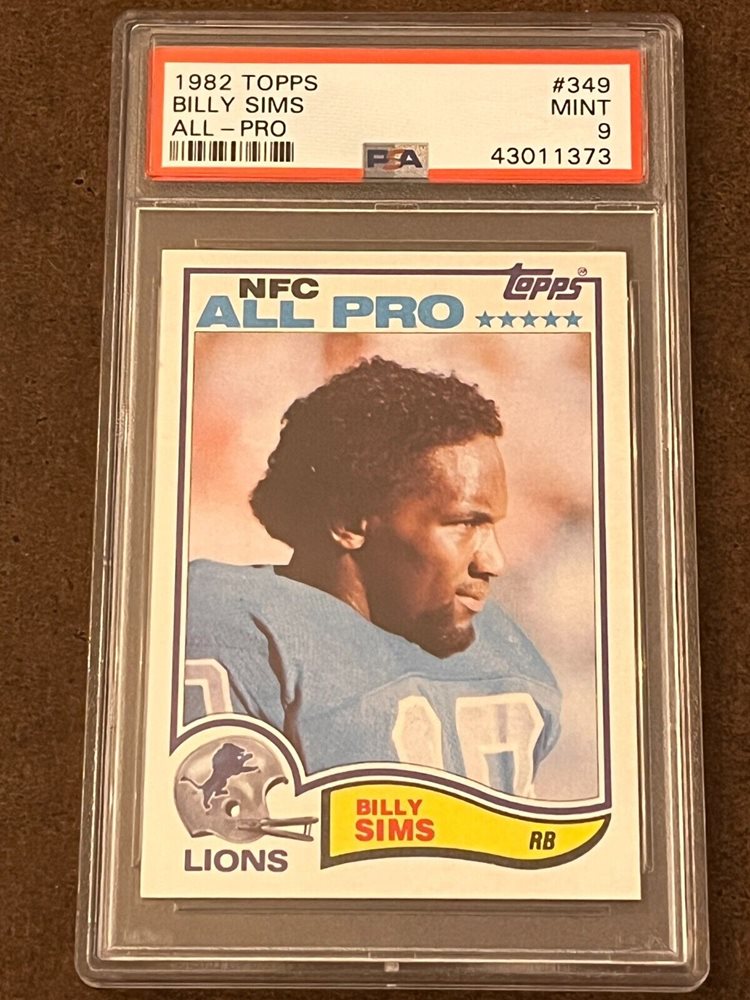 1982 TOPPS #349
BILLY SIMS MINT
ALL-PRO 9
PSA 43011373
NFC
topps
ALL PRO
BILLY
SIMS
RB
LIONS